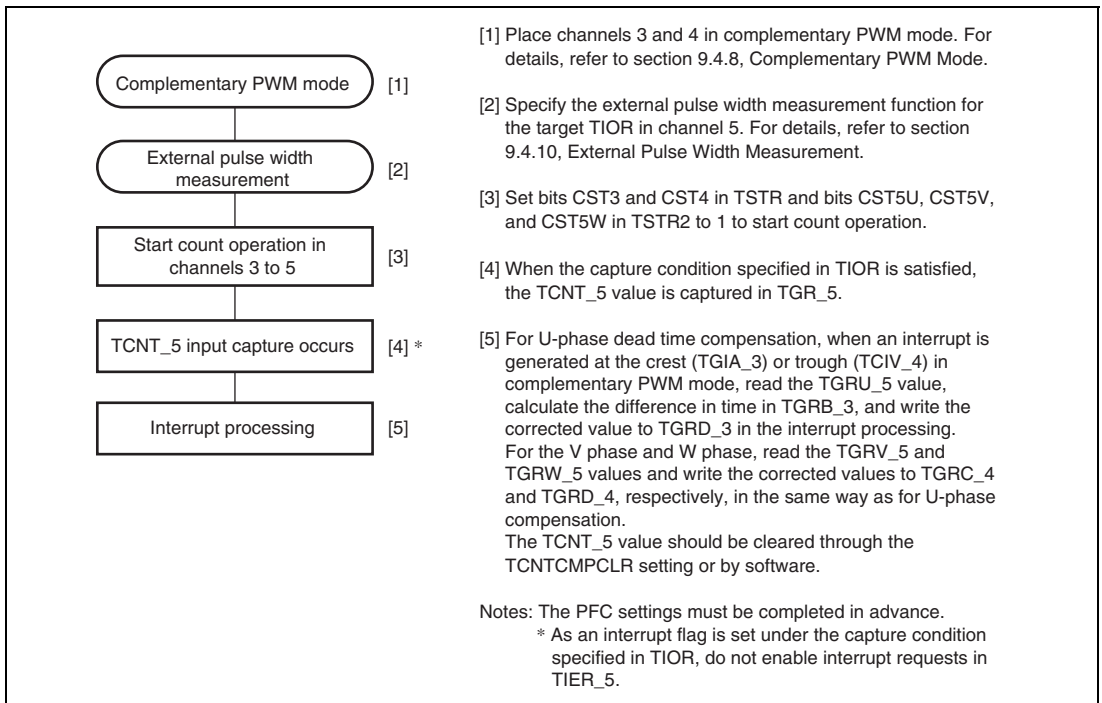 Complementary PWM mode
[1]
External pulse width
measurement
[2]
Start count operation in
channels 3 to 5
[3]
TCNT_5 input capture occurs
[4] *
Interrupt processing
[5]
[1] Place channels 3 and 4 in complementary PWM mode. For
details, refer to section 9.4.8, Complementary PWM Mode.
[2] Specify the external pulse width measurement function for
the target TIOR in channel 5. For details, refer to section
9.4.10, External Pulse Width Measurement.
[3] Set bits CST3 and CST4 in TSTR and bits CST5U, CST5V,
and CST5W in TSTR2 to 1 to start count operation.
[4] When the capture condition specified in TIOR is satisfied,
the TCNT_5 value is captured in TGR_5.
[5] For U-phase dead time compensation, when an interrupt is
generated at the crest (TGIA_3) or trough (TCIV_4) in
complementary PWM mode, read the TGRU_5 value,
calculate the difference in time in TGRB_3, and write the
corrected value to TGRD_3 in the interrupt processing.
For the V phase and W phase, read the TGRV_5 and
TGRW_5 values and write the corrected values to TGRC_4
and TGRD_4, respectively, in the same way as for U-phase
compensation.
The TCNT_5 value should be cleared through the
TCNTCMPCLR setting or by software.
Notes: The PFC settings must be completed in advance.
* As an interrupt flag is set under the capture condition
specified in TIOR, do not enable interrupt requests in
TIER_5.